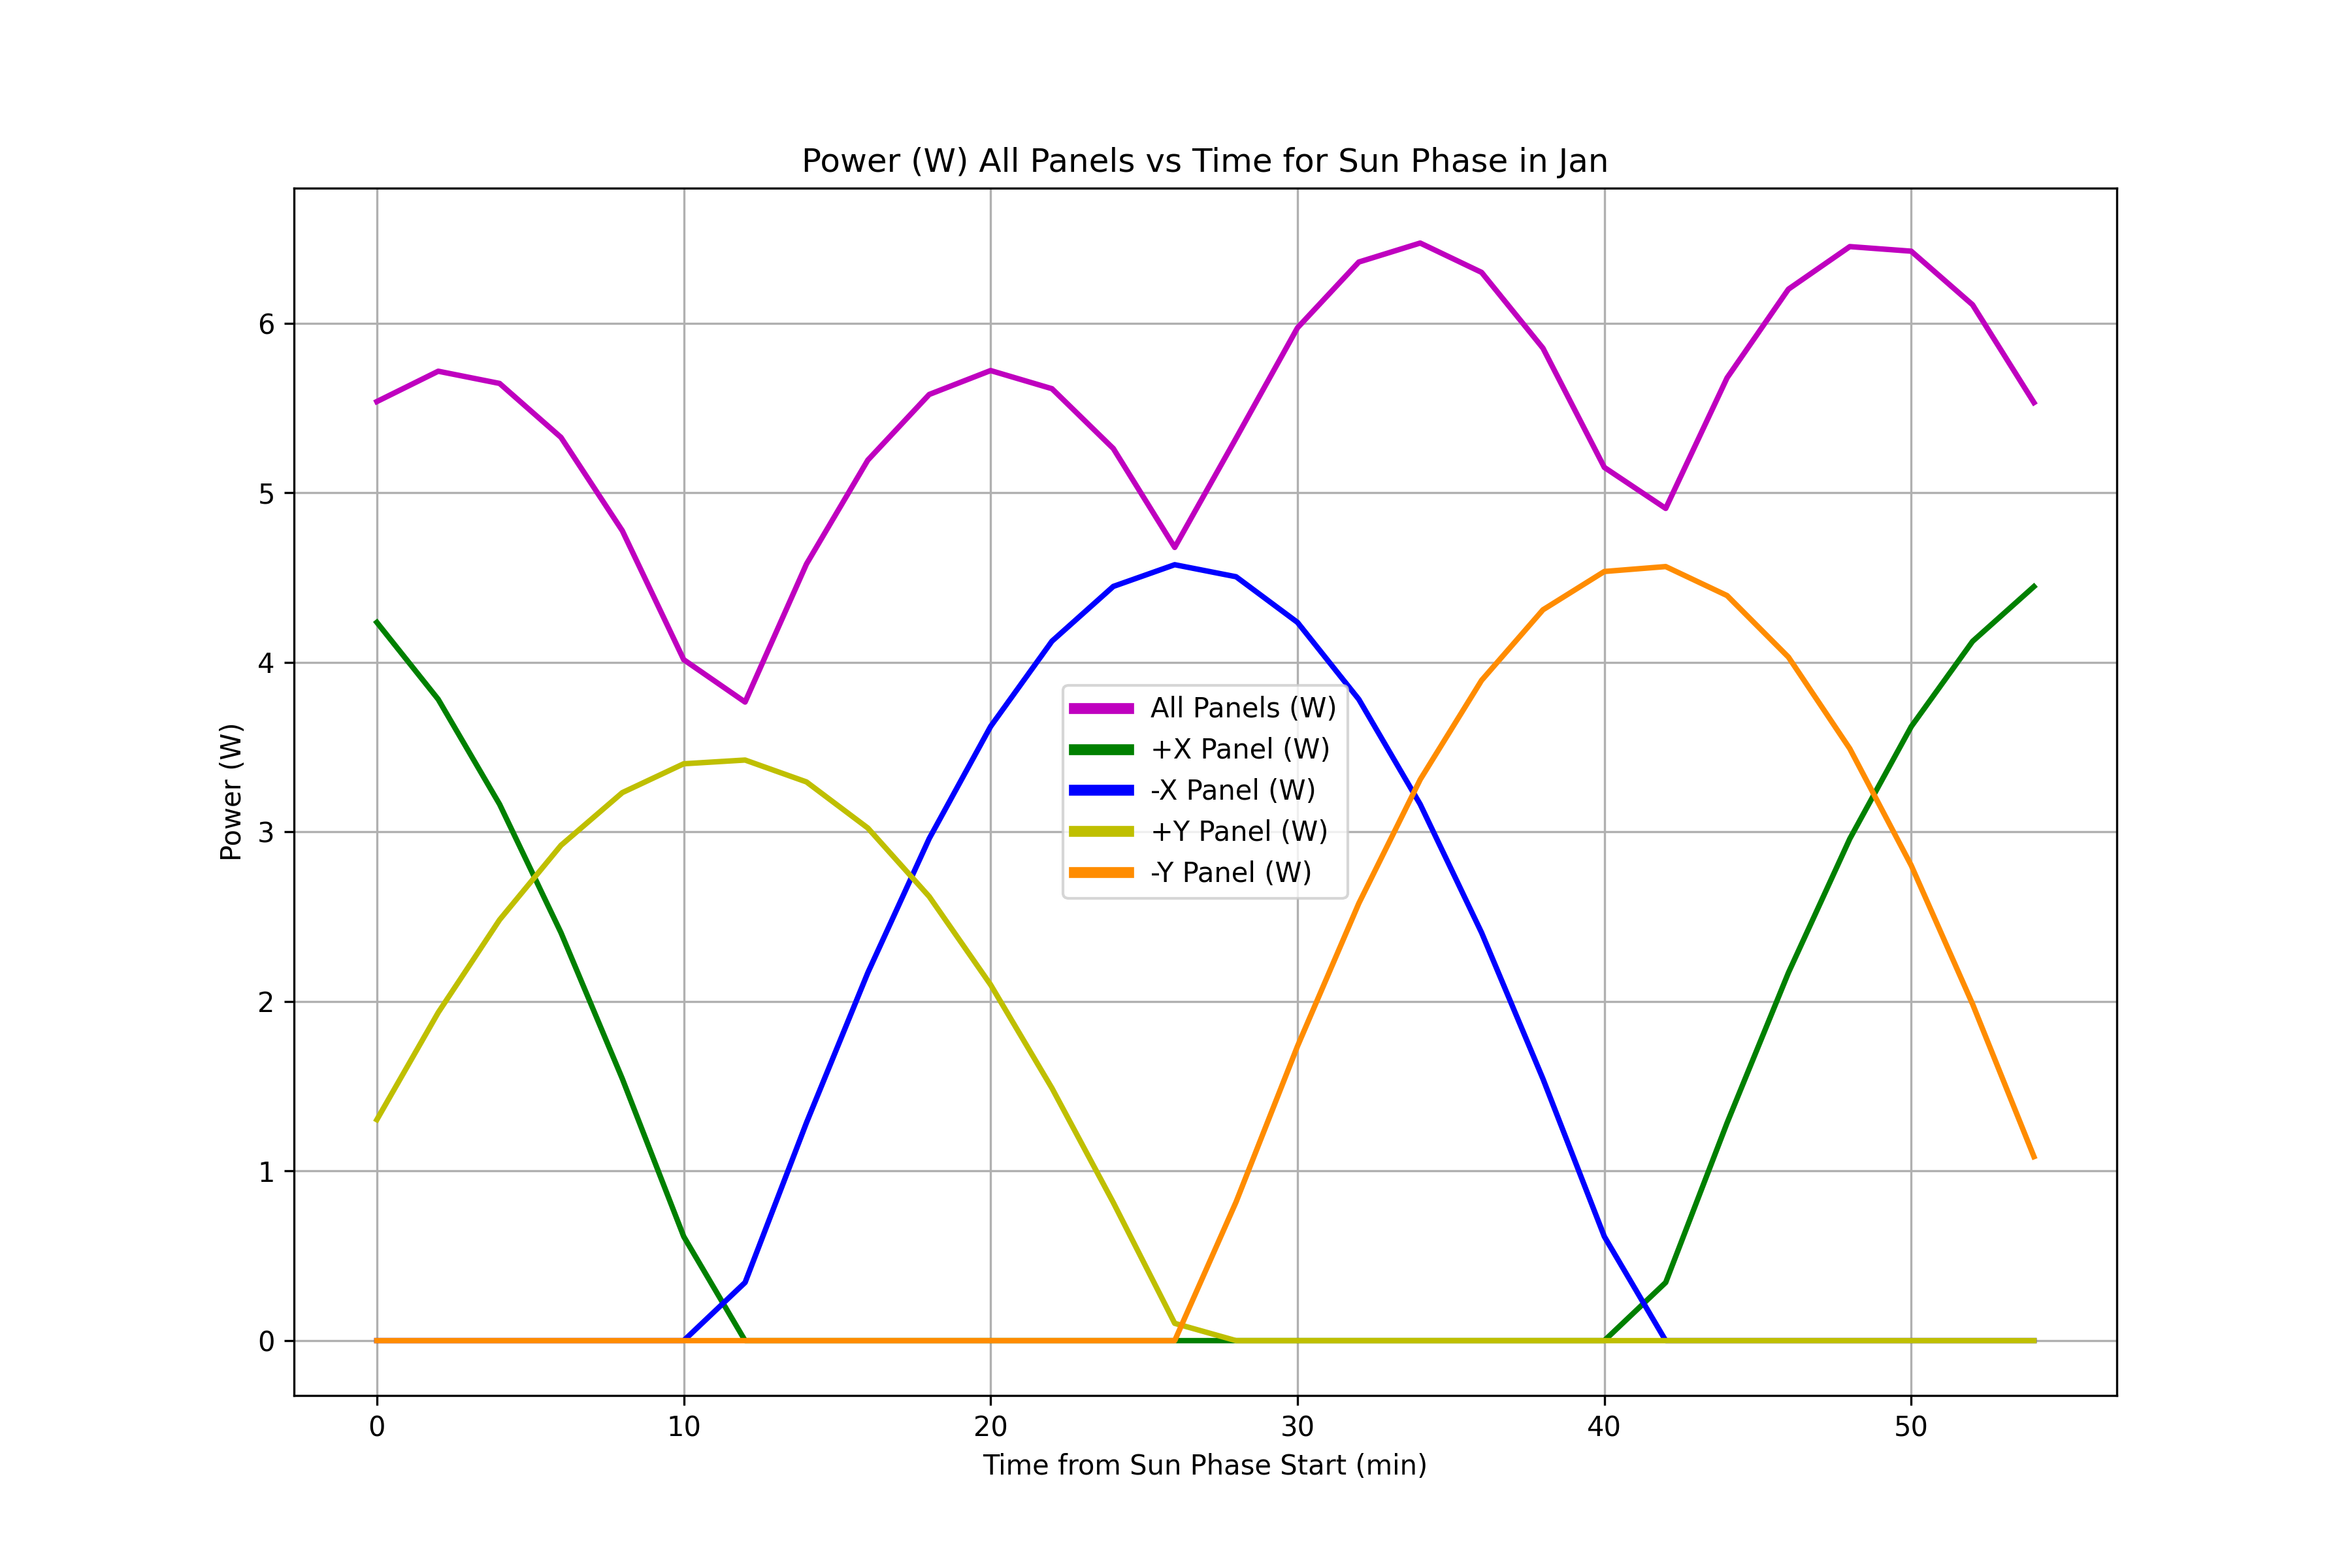 Power (W) All Panels vs Time for Sun Phase in Jan
Power (W)
6
5
4
3
2
1
0
All Panels (W)
+X Panel (W)
-X Panel (W)
+Y Panel (W)
-Y Panel (W)
0 10 20 30 40 50
Time from Sun Phase Start (min)